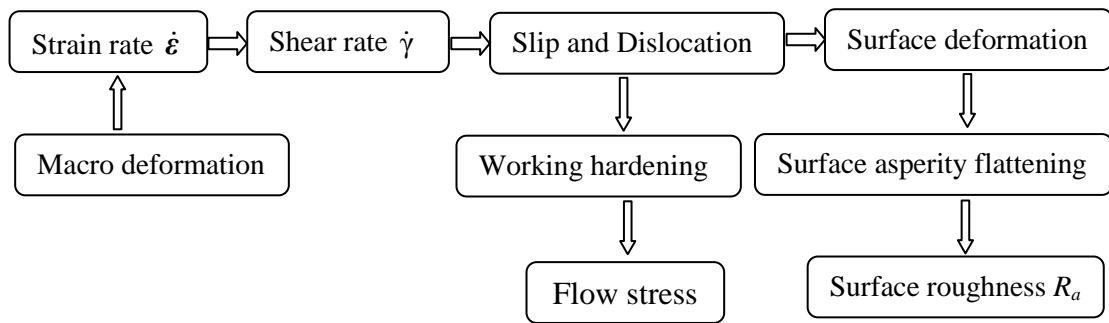 Strain rate ε̇
Shear rate γ̇
Slip and Dislocation
Surface deformation
Macro deformation
Working hardening
Surface asperity flattening
Flow stress
Surface roughness Rₐ